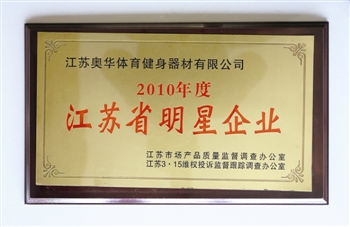 江苏奥华体育健身器材有限公司
2010年度
江苏省明星企业
江苏市场产品质量监督调查办公室
江苏3·15维权投诉监督跟踪调查办公室